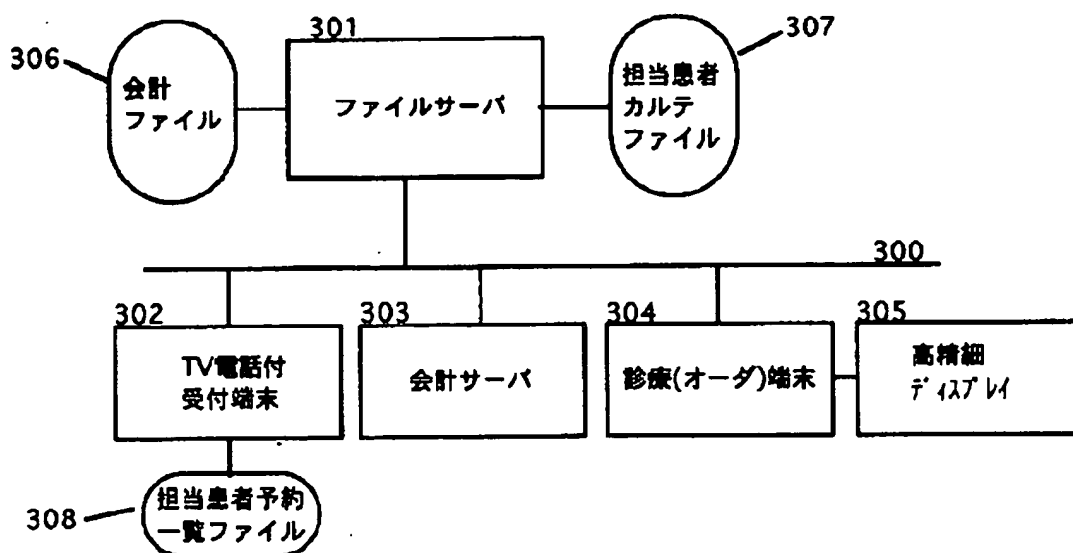 306
会計
ファイル
301
ファイルサーバ
307
担当患者
カルテ
ファイル
300
302
TV電話付
受付端末
303
会計サーバ
304
診療(オーダ)端末
305
高精細
ディスプレイ
308
担当患者予約
一覧ファイル